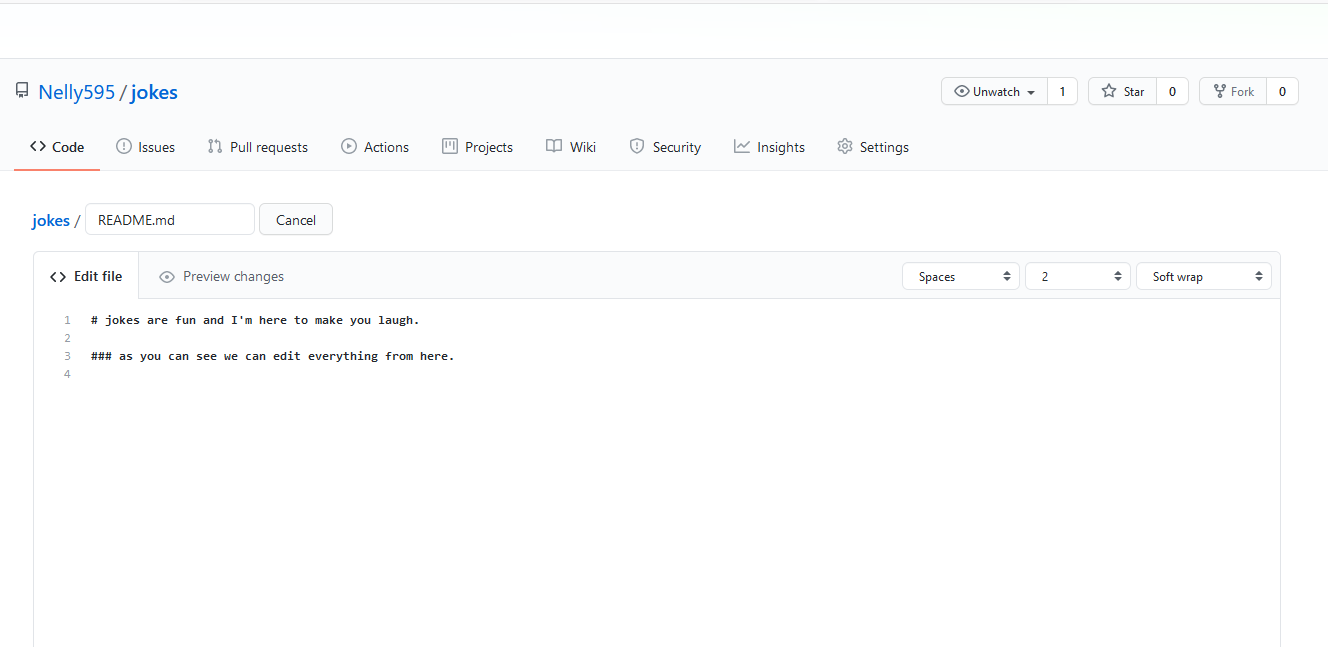 Nelly595 / jokes
Unwatch 1 Star 0 Fork 0
Code Issues Pull requests Actions Projects Wiki Security Insights Settings
jokes / README.md Cancel
Edit file Preview changes Spaces 2 Soft wrap
1 # jokes are fun and I'm here to make you laugh.
2
3 ### as you can see we can edit everything from here.
4